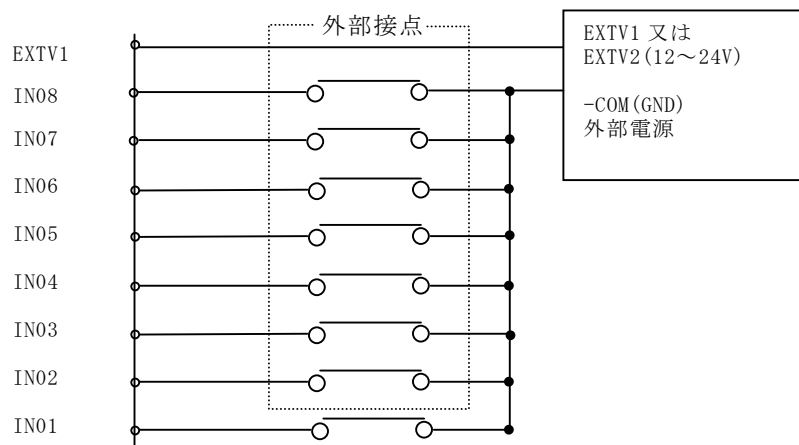 外部接点
EXTV1 又は
EXTV2(12～24V)
-COM(GND)
外部電源
EXTV1
IN08
IN07
IN06
IN05
IN04
IN03
IN02
IN01